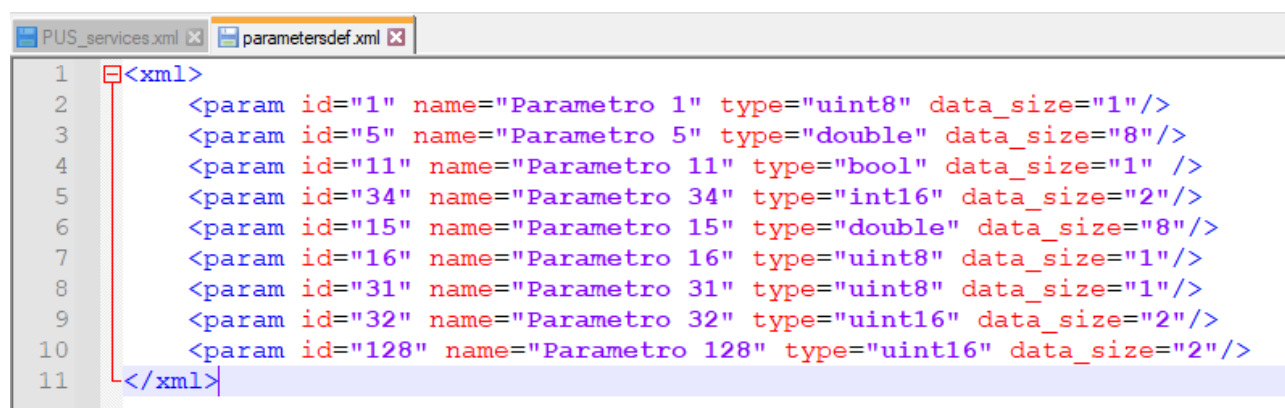 PUS_services.xml parametersdef.xml
1 <xml>
2 <param id="1" name="Parametro 1" type="uint8" data_size="1"/>
3 <param id="5" name="Parametro 5" type="double" data_size="8"/>
4 <param id="11" name="Parametro 11" type="bool" data_size="1" />
5 <param id="34" name="Parametro 34" type="int16" data_size="2"/>
6 <param id="15" name="Parametro 15" type="double" data_size="8"/>
7 <param id="16" name="Parametro 16" type="uint8" data_size="1"/>
8 <param id="31" name="Parametro 31" type="uint8" data_size="1"/>
9 <param id="32" name="Parametro 32" type="uint16" data_size="2"/>
10 <param id="128" name="Parametro 128" type="uint16" data_size="2"/>
11 </xml>